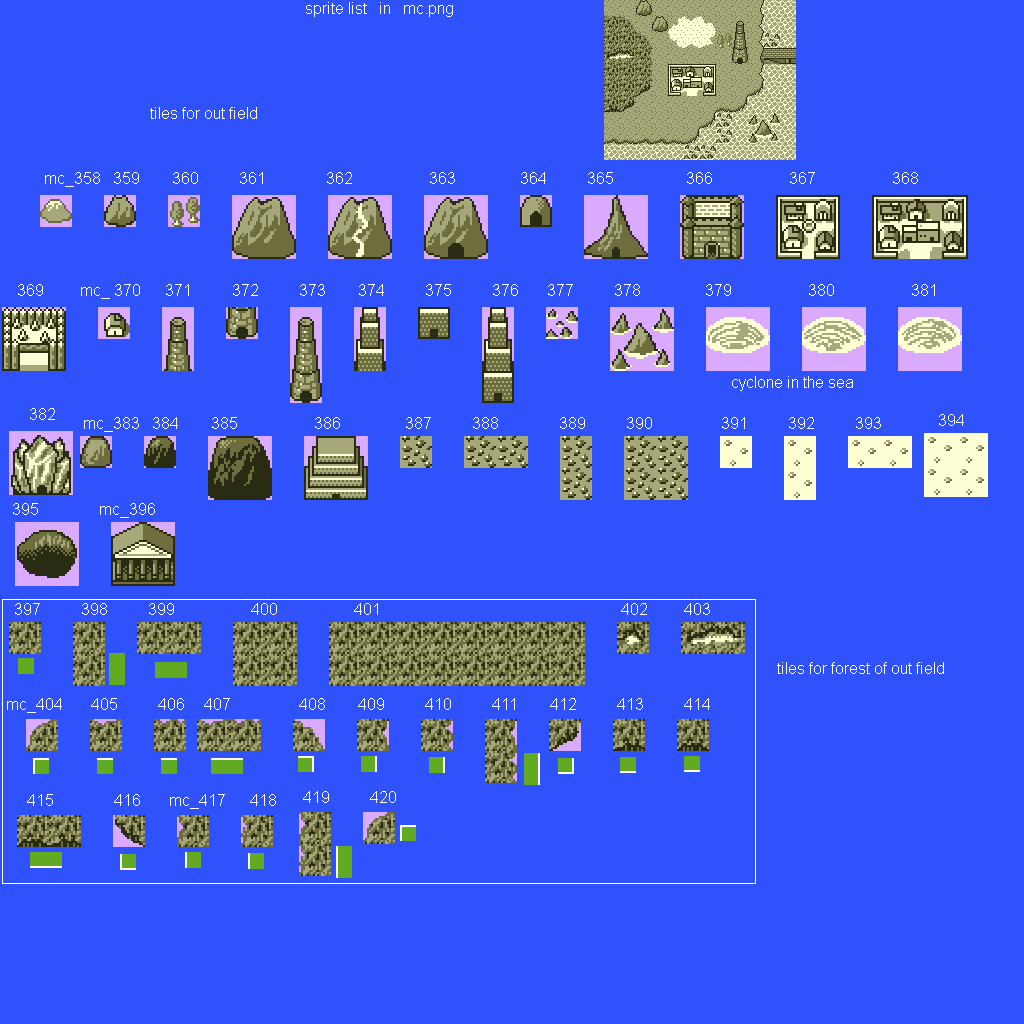 sprite list in mc.png
tiles for out field
mc_358 359 360 361 362 363 364 365 366 367 368
369 mc_ 370 371 372 373 374 375 376 377 378 379 380 381
cyclone in the sea
382 mc_383 384 385 386 387 388 389 390 391 392 393 394
395 mc_396
397 398 399 400 401 402 403
tiles for forest of out field
mc_404 405 406 407 408 409 410 411 412 413 414
415 416 mc_417 418 419 420